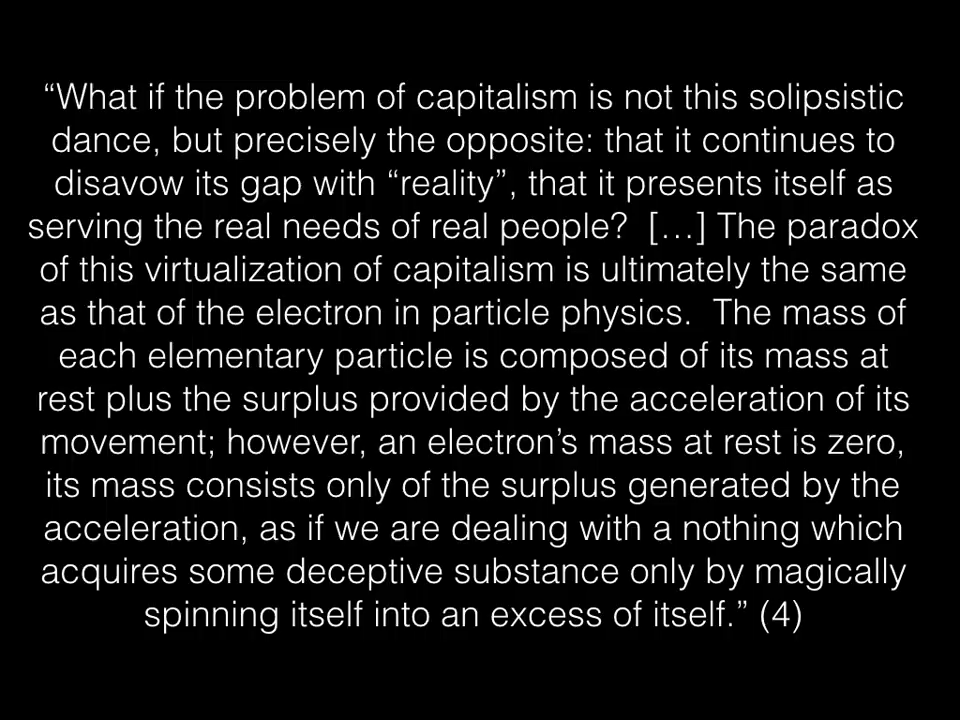 “What if the problem of capitalism is not this solipsistic
dance, but precisely the opposite: that it continues to
disavow its gap with “reality”, that it presents itself as
serving the real needs of real people?  […] The paradox
of this virtualization of capitalism is ultimately the same
as that of the electron in particle physics.  The mass of
each elementary particle is composed of its mass at
rest plus the surplus provided by the acceleration of its
movement; however, an electron’s mass at rest is zero,
its mass consists only of the surplus generated by the
acceleration, as if we are dealing with a nothing which
acquires some deceptive substance only by magically
spinning itself into an excess of itself.” (4)